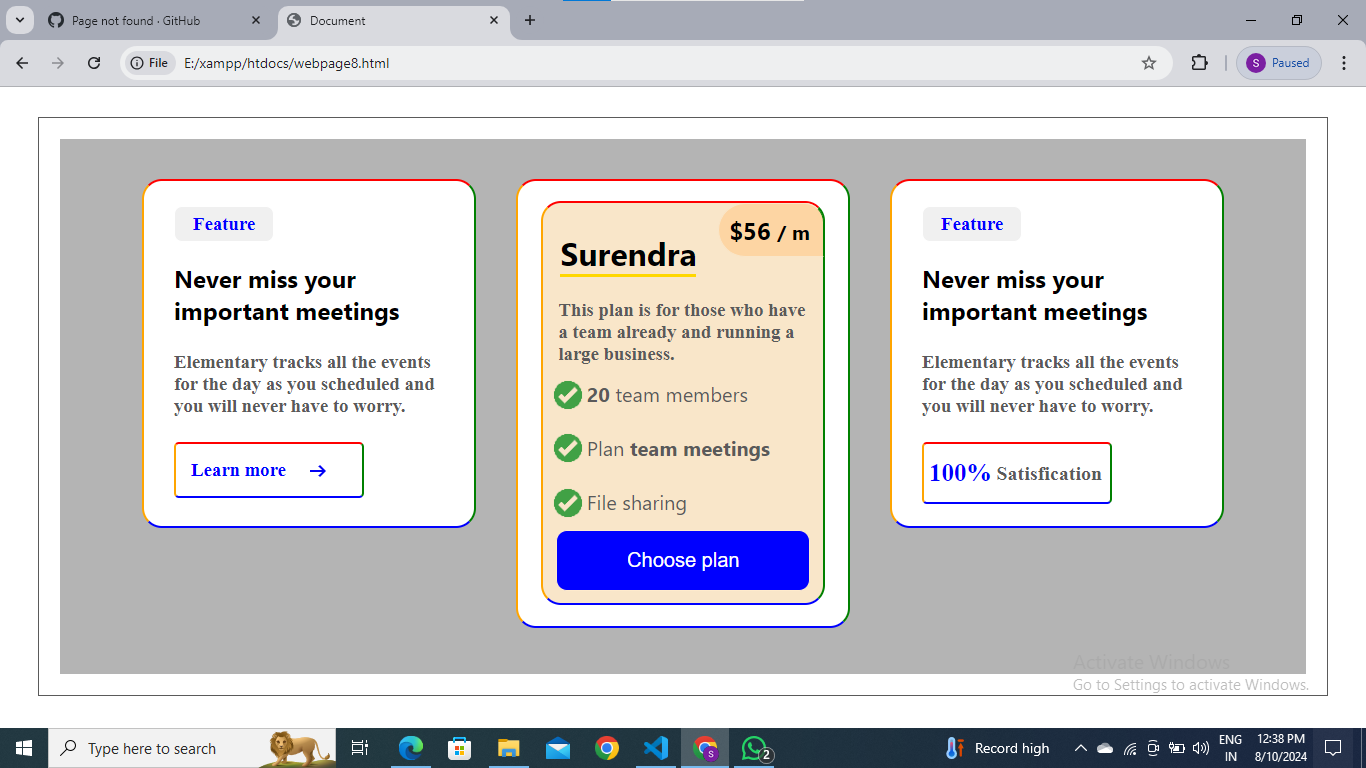 Page not found · GitHub
Document
File
E:/xampp/htdocs/webpage8.html
S
Paused
Feature
Never miss your
important meetings
Elementary tracks all the events
for the day as you scheduled and
you will never have to worry.
Learn more →
$56 / m
Surendra
This plan is for those who have
a team already and running a
large business.
20 team members
Plan team meetings
File sharing
Choose plan
Feature
Never miss your
important meetings
Elementary tracks all the events
for the day as you scheduled and
you will never have to worry.
100% Satisfication
Activate Windows
Go to Settings to activate Windows.
Type here to search
S
2
Record high
ENG
IN
12:38 PM
8/10/2024